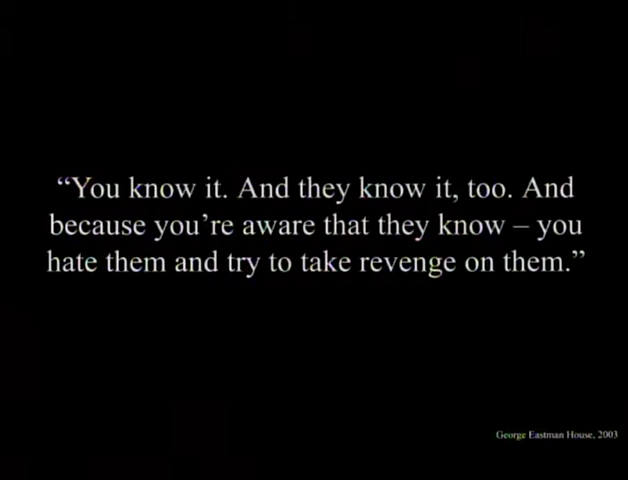 “You know it. And they know it, too. And
because you’re aware that they know – you
hate them and try to take revenge on them.”
George Eastman House, 2003